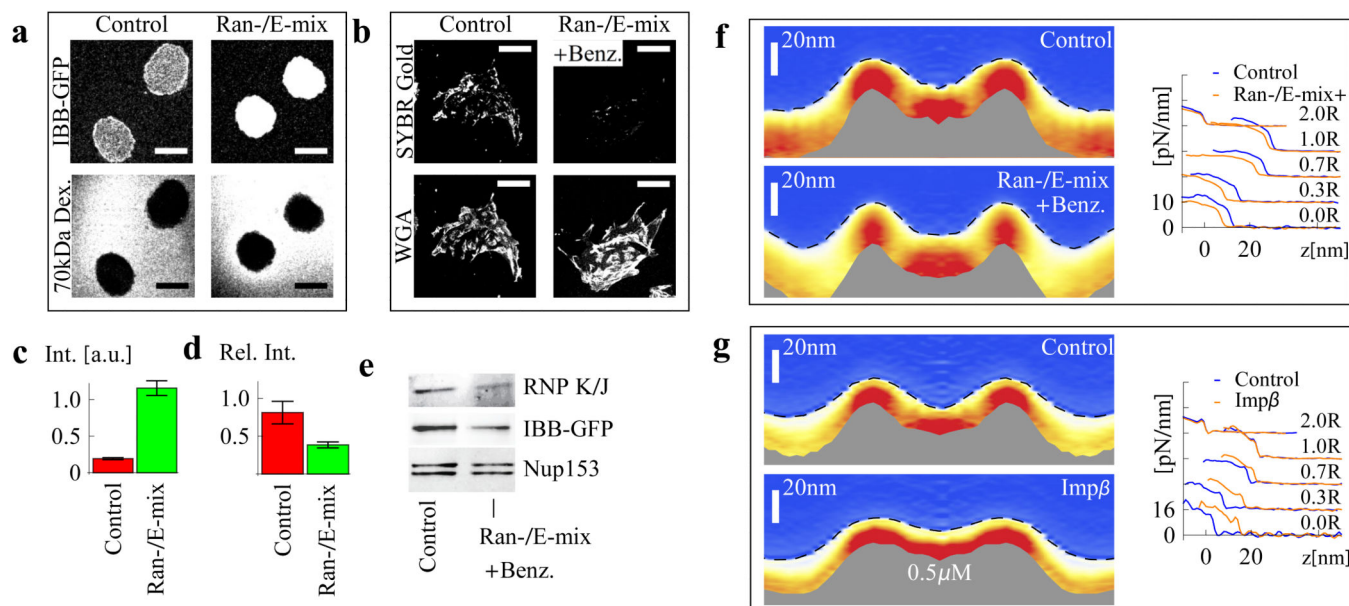 a
Control
Ran-/E-mix
IBB-GFP
70kDa Dex.
b
Control
Ran-/E-mix
+Benz.
SYBR Gold
WGA
c
Int. [a.u.]
1.0
0.5
0
Control
Ran-/E-mix
d
Rel. Int.
1.0
0.5
Control
Ran-/E-mix
e
RNP K/J
IBB-GFP
Nup153
Control
Ran-/E-mix
+Benz.
f
20nm
Control
20nm
Ran-/E-mix
+Benz.
Control
Ran-/E-mix+
[pN/nm]
2.0R
1.0R
0.7R
0.3R
10
0.0R
0
0
20
z[nm]
g
20nm
Control
20nm
Impβ
0.5μM
Control
Impβ
[pN/nm]
2.0R
1.0R
0.7R
0.3R
16
0.0R
0
0
20
z[nm]